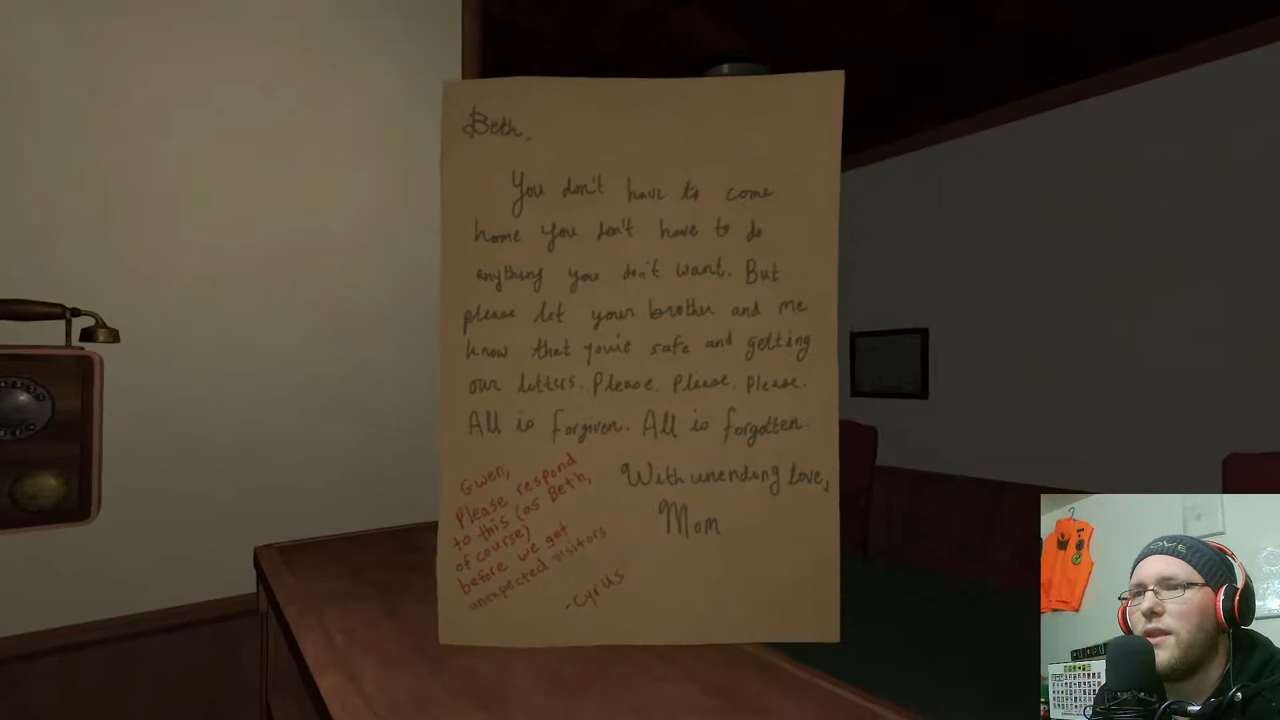 Beth,
You don't have to come
home you don't have to do
anything you don't want. But
please let your brother and me
know that you're safe and getting
our letters. Please. Please. Please.
All is forgiven. All is forgotten.
With unending love,
Mom
Gwen,
Please respond
to this (as Beth,
of course)
before we get
unexpected visitors
-Cyrus